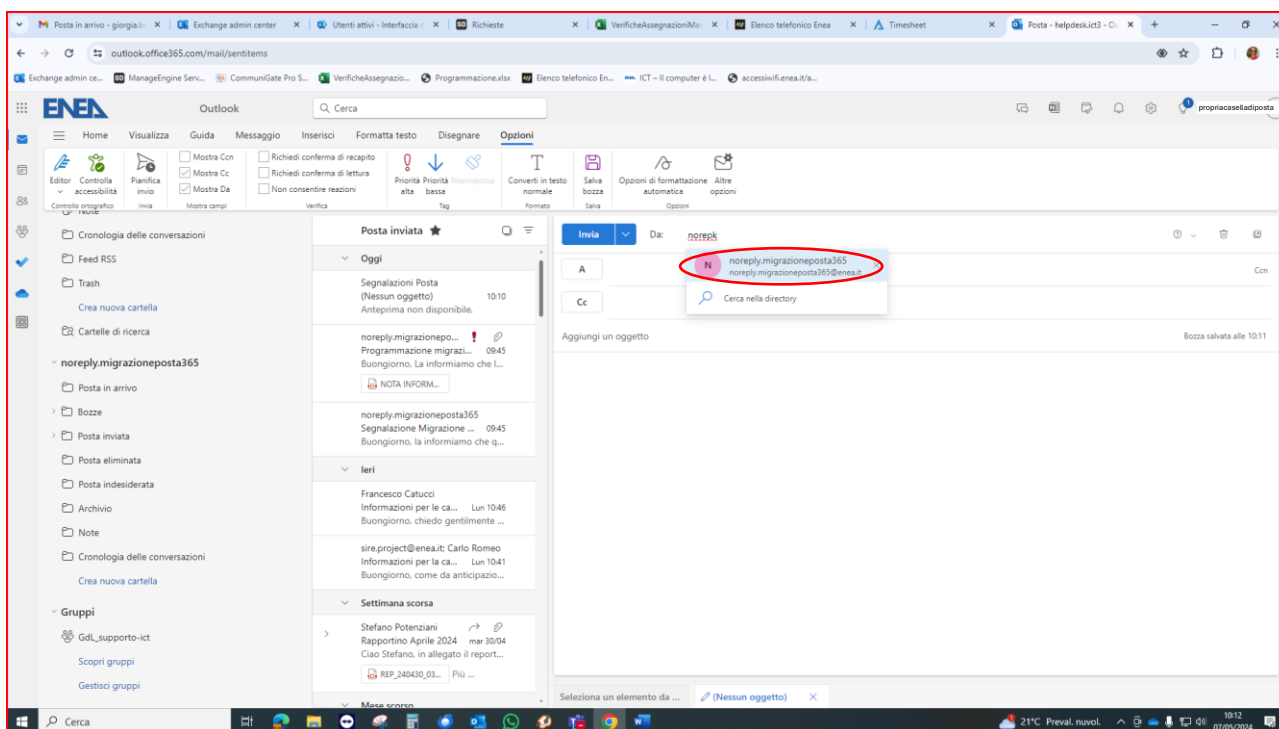 Posta in arrivo - giorgia.b
Exchange admin center
Utenti attivi - Interfaccia
Richieste
VerificheAssegnazioniMac
Elenco telefonico Enea
Timesheet
Posta - helpdesk.ict3 - Ou
outlook.office365.com/mail/sentitems
Exchange admin ce...
ManageEngine Serv...
CommuniGate Pro S...
VerificheAssegnazio...
Programmazione.xlsx
Elenco telefonico En...
ICT – Il computer è l...
accessiwifi.enea.it/a...
ENEA
Outlook
Cerca
propriacaselladiposta
Home Visualizza Guida Messaggio Inserisci Formatta testo Disegnare Opzioni
Editor
Controlla accessibilità
Pianifica invio
Mostra Ccn
Mostra Cc
Mostra Da
Richiedi conferma di recapito
Richiedi conferma di lettura
Non consentire reazioni
Priorità alta
Priorità bassa
Riservatezza
Converti in testo normale
Salva bozza
Opzioni di formattazione automatica
Altre opzioni
Controllo ortografico Invia Mostra campi Verifica Tag Formato Salva Opzioni
Note
Cronologia delle conversazioni
Feed RSS
Trash
Crea nuova cartella
Cartelle di ricerca
noreply.migrazioneposta365
Posta in arrivo
Bozze
Posta inviata
Posta eliminata
Posta indesiderata
Archivio
Note
Cronologia delle conversazioni
Crea nuova cartella
Gruppi
GdL_supporto-ict
Scopri gruppi
Gestisci gruppi
Posta inviata
Oggi
Segnalazioni Posta
(Nessun oggetto) 10:10
Anteprima non disponibile.
noreply.migrazionepo...
Programmazione migrazi... 09:45
Buongiorno, La informiamo che l...
NOTA INFORM...
noreply.migrazioneposta365
Segnalazione Migrazione ... 09:45
Buongiorno, la informiamo che q...
Ieri
Francesco Catucci
Informazioni per le ca... Lun 10:46
Buongiorno, chiedo gentilmente ...
sire.project@enea.it; Carlo Romeo
Informazioni per la ca... Lun 10:41
Buongiorno, come da anticipazio...
Settimana scorsa
Stefano Potenziani
Rapportino Aprile 2024 mar 30/04
Ciao Stefano, in allegato il report...
REP_240430_03... Più ...
Mese scorso
Invia Da: norepk
N
noreply.migrazioneposta365
noreply.migrazioneposta365@enea.it
Cerca nella directory
A
Ccn
Cc
Aggiungi un oggetto
Bozza salvata alle 10:11
Seleziona un elemento da ...
(Nessun oggetto)
Cerca
21°C Preval. nuvol.
10:12
07/05/2024